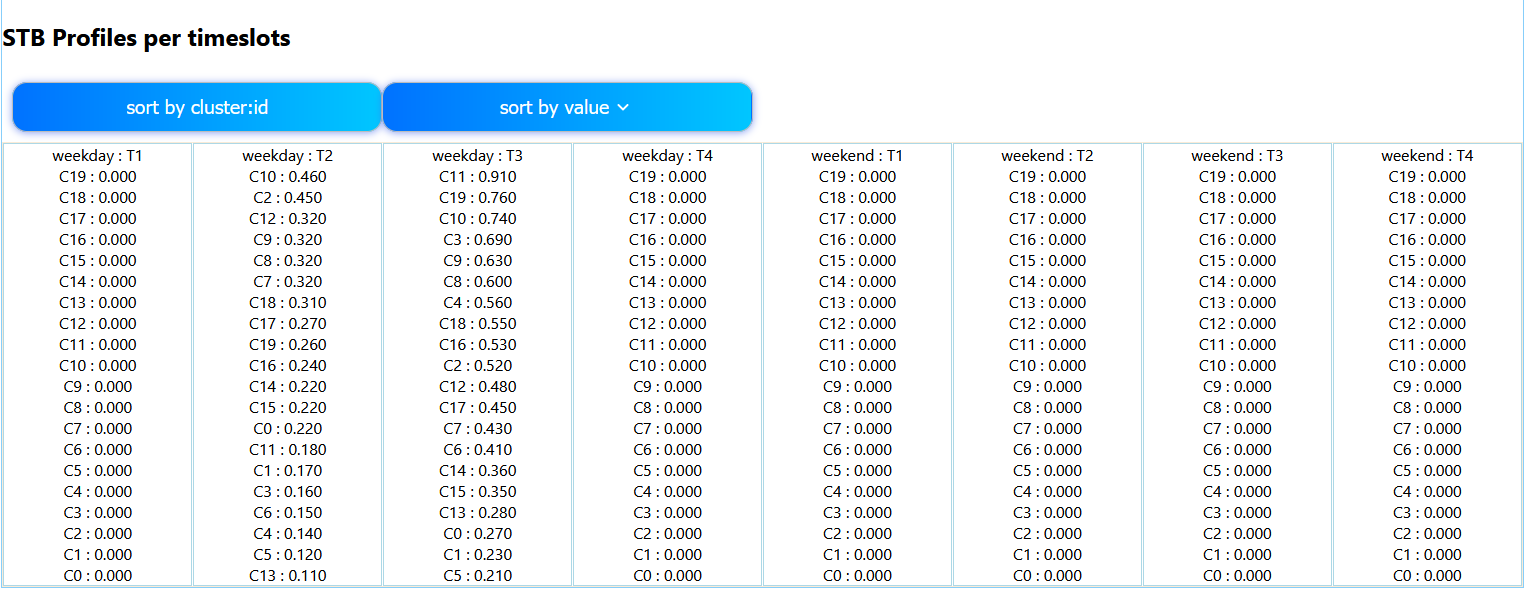 STB Profiles per timeslots
sort by cluster:id sort by value
weekday : T1 weekday : T2 weekday : T3 weekday : T4 weekend : T1 weekend : T2 weekend : T3 weekend : T4
C19 : 0.000 C10 : 0.460 C11 : 0.910 C19 : 0.000 C19 : 0.000 C19 : 0.000 C19 : 0.000 C19 : 0.000
C18 : 0.000 C2 : 0.450 C19 : 0.760 C18 : 0.000 C18 : 0.000 C18 : 0.000 C18 : 0.000 C18 : 0.000
C17 : 0.000 C12 : 0.320 C10 : 0.740 C17 : 0.000 C17 : 0.000 C17 : 0.000 C17 : 0.000 C17 : 0.000
C16 : 0.000 C9 : 0.320 C3 : 0.690 C16 : 0.000 C16 : 0.000 C16 : 0.000 C16 : 0.000 C16 : 0.000
C15 : 0.000 C8 : 0.320 C9 : 0.630 C15 : 0.000 C15 : 0.000 C15 : 0.000 C15 : 0.000 C15 : 0.000
C14 : 0.000 C7 : 0.320 C8 : 0.600 C14 : 0.000 C14 : 0.000 C14 : 0.000 C14 : 0.000 C14 : 0.000
C13 : 0.000 C18 : 0.310 C4 : 0.560 C13 : 0.000 C13 : 0.000 C13 : 0.000 C13 : 0.000 C13 : 0.000
C12 : 0.000 C17 : 0.270 C18 : 0.550 C12 : 0.000 C12 : 0.000 C12 : 0.000 C12 : 0.000 C12 : 0.000
C11 : 0.000 C19 : 0.260 C16 : 0.530 C11 : 0.000 C11 : 0.000 C11 : 0.000 C11 : 0.000 C11 : 0.000
C10 : 0.000 C16 : 0.240 C2 : 0.520 C10 : 0.000 C10 : 0.000 C10 : 0.000 C10 : 0.000 C10 : 0.000
C9 : 0.000 C14 : 0.220 C12 : 0.480 C9 : 0.000 C9 : 0.000 C9 : 0.000 C9 : 0.000 C9 : 0.000
C8 : 0.000 C15 : 0.220 C17 : 0.450 C8 : 0.000 C8 : 0.000 C8 : 0.000 C8 : 0.000 C8 : 0.000
C7 : 0.000 C0 : 0.220 C7 : 0.430 C7 : 0.000 C7 : 0.000 C7 : 0.000 C7 : 0.000 C7 : 0.000
C6 : 0.000 C11 : 0.180 C6 : 0.410 C6 : 0.000 C6 : 0.000 C6 : 0.000 C6 : 0.000 C6 : 0.000
C5 : 0.000 C1 : 0.170 C14 : 0.360 C5 : 0.000 C5 : 0.000 C5 : 0.000 C5 : 0.000 C5 : 0.000
C4 : 0.000 C3 : 0.160 C15 : 0.350 C4 : 0.000 C4 : 0.000 C4 : 0.000 C4 : 0.000 C4 : 0.000
C3 : 0.000 C6 : 0.150 C13 : 0.280 C3 : 0.000 C3 : 0.000 C3 : 0.000 C3 : 0.000 C3 : 0.000
C2 : 0.000 C4 : 0.140 C0 : 0.270 C2 : 0.000 C2 : 0.000 C2 : 0.000 C2 : 0.000 C2 : 0.000
C1 : 0.000 C5 : 0.120 C1 : 0.230 C1 : 0.000 C1 : 0.000 C1 : 0.000 C1 : 0.000 C1 : 0.000
C0 : 0.000 C13 : 0.110 C5 : 0.210 C0 : 0.000 C0 : 0.000 C0 : 0.000 C0 : 0.000 C0 : 0.000